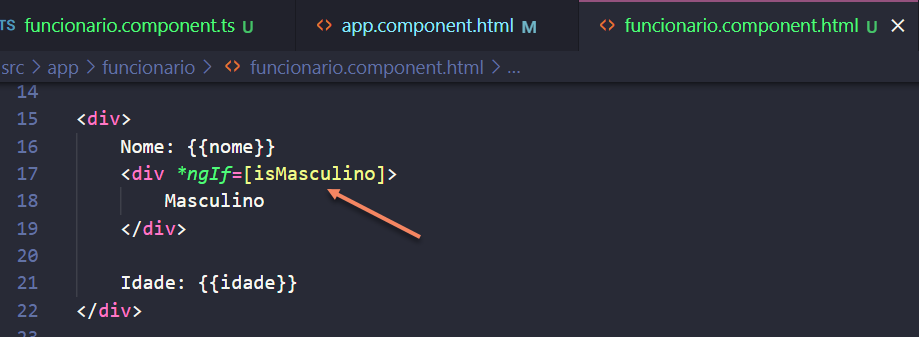 TS funcionario.component.ts U <> app.component.html M <> funcionario.component.html U ×
src > app > funcionario > <> funcionario.component.html > ...
14
15 <div>
16 Nome: {{nome}}
17 <div *ngIf=[isMasculino]>
18 Masculino
19 </div>
20
21 Idade: {{idade}}
22 </div>
23